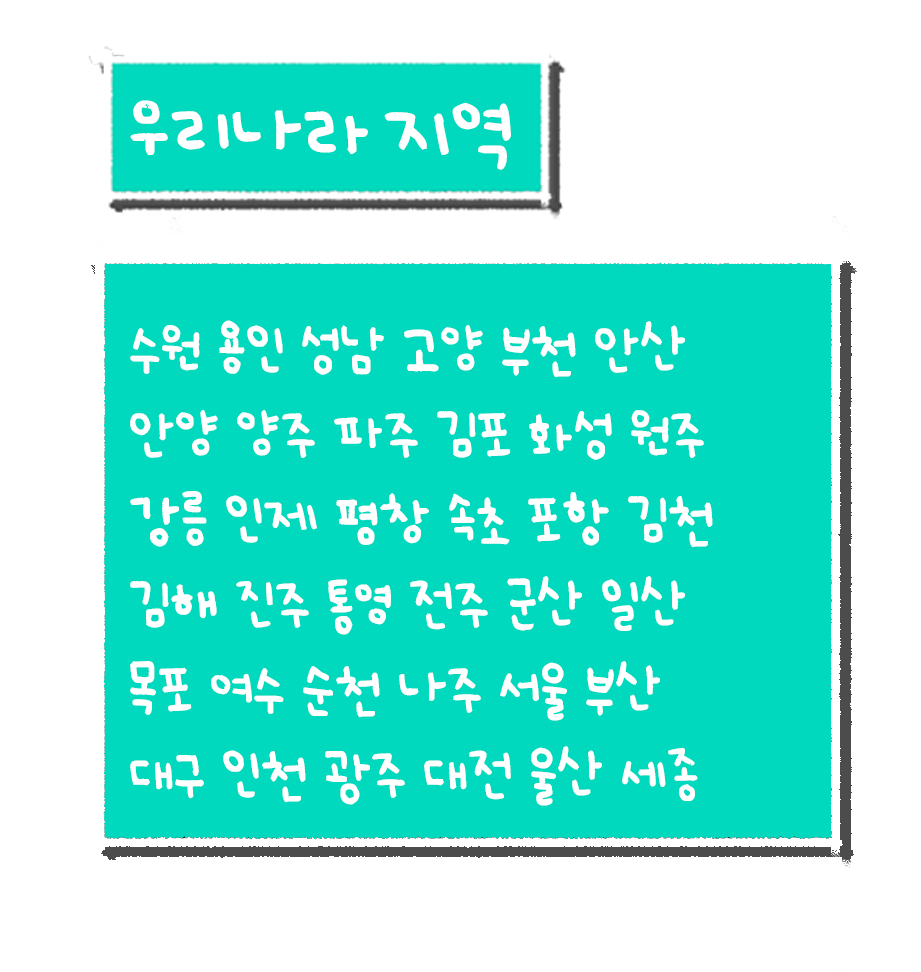 우리나라 지역
수원 용인 성남 고양 부천 안산
안양 양주 파주 김포 화성 원주
강릉 인제 평창 속초 포항 김천
김해 진주 통영 전주 군산 일산
목포 여수 순천 나주 서울 부산
대구 인천 광주 대전 울산 세종